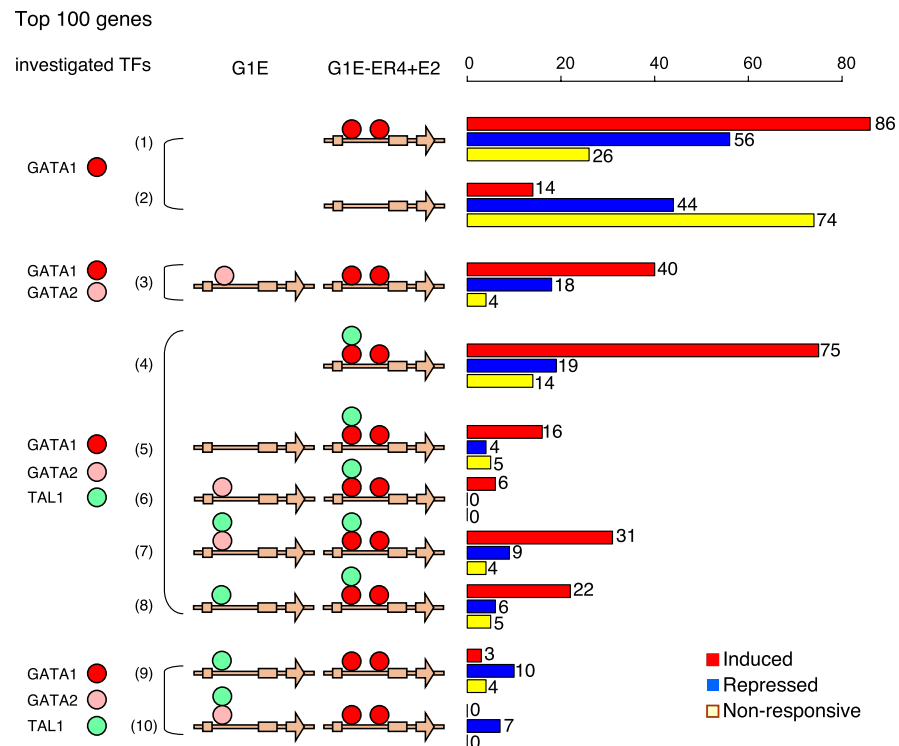 Top 100 genes
investigated TFs
G1E
G1E-ER4+E2
0 20 40 60 80
(1)
86
56
26
GATA1
(2)
14
44
74
GATA1
GATA2
(3)
40
18
4
(4)
75
19
14
GATA1
GATA2
TAL1
(5)
16
4
5
(6)
6
0
0
(7)
31
9
4
(8)
22
6
5
GATA1
GATA2
TAL1
(9)
3
10
4
(10)
0
7
0
Induced
Repressed
Non-responsive